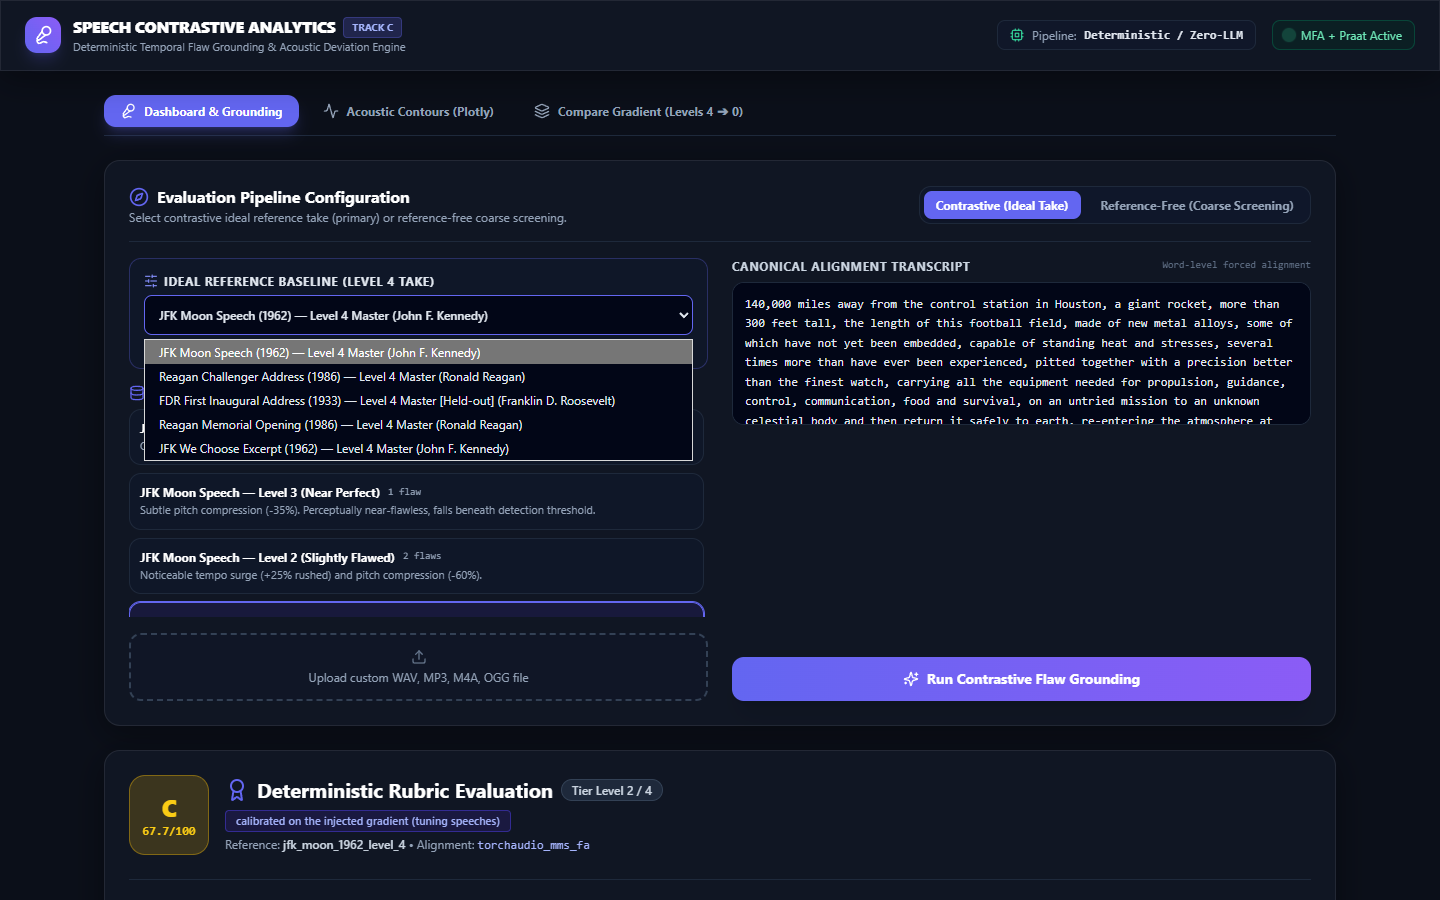 SPEECH CONTRASTIVE ANALYTICS TRACK C
Deterministic Temporal Flaw Grounding & Acoustic Deviation Engine
Pipeline: Deterministic / Zero-LLM
MFA + Praat Active
Dashboard & Grounding
Acoustic Contours (Plotly)
Compare Gradient (Levels 4 ➔ 0)
Evaluation Pipeline Configuration
Select contrastive ideal reference take (primary) or reference-free coarse screening.
Contrastive (Ideal Take)
Reference-Free (Coarse Screening)
IDEAL REFERENCE BASELINE (LEVEL 4 TAKE)
JFK Moon Speech (1962) — Level 4 Master (John F. Kennedy)
JFK Moon Speech (1962) — Level 4 Master (John F. Kennedy)
Reagan Challenger Address (1986) — Level 4 Master (Ronald Reagan)
FDR First Inaugural Address (1933) — Level 4 Master [Held-out] (Franklin D. Roosevelt)
Reagan Memorial Opening (1986) — Level 4 Master (Ronald Reagan)
JFK We Choose Excerpt (1962) — Level 4 Master (John F. Kennedy)
JFK Moon Speech — Level 3 (Near Perfect) 1 flaw
Subtle pitch compression (-35%). Perceptually near-flawless, falls beneath detection threshold.
JFK Moon Speech — Level 2 (Slightly Flawed) 2 flaws
Noticeable tempo surge (+25% rushed) and pitch compression (-60%).
Upload custom WAV, MP3, M4A, OGG file
CANONICAL ALIGNMENT TRANSCRIPT
Word-level forced alignment
140,000 miles away from the control station in Houston, a giant rocket, more than
300 feet tall, the length of this football field, made of new metal alloys, some of
which have not yet been embedded, capable of standing heat and stresses, several
times more than have ever been experienced, pitted together with a precision better
than the finest watch, carrying all the equipment needed for propulsion, guidance,
control, communication, food and survival, on an untried mission to an unknown
celestial body and then return it safely to earth, re-entering the atmosphere at
Run Contrastive Flaw Grounding
C
67.7/100
Deterministic Rubric Evaluation Tier Level 2 / 4
calibrated on the injected gradient (tuning speeches)
Reference: jfk_moon_1962_level_4 • Alignment: torchaudio_mms_fa